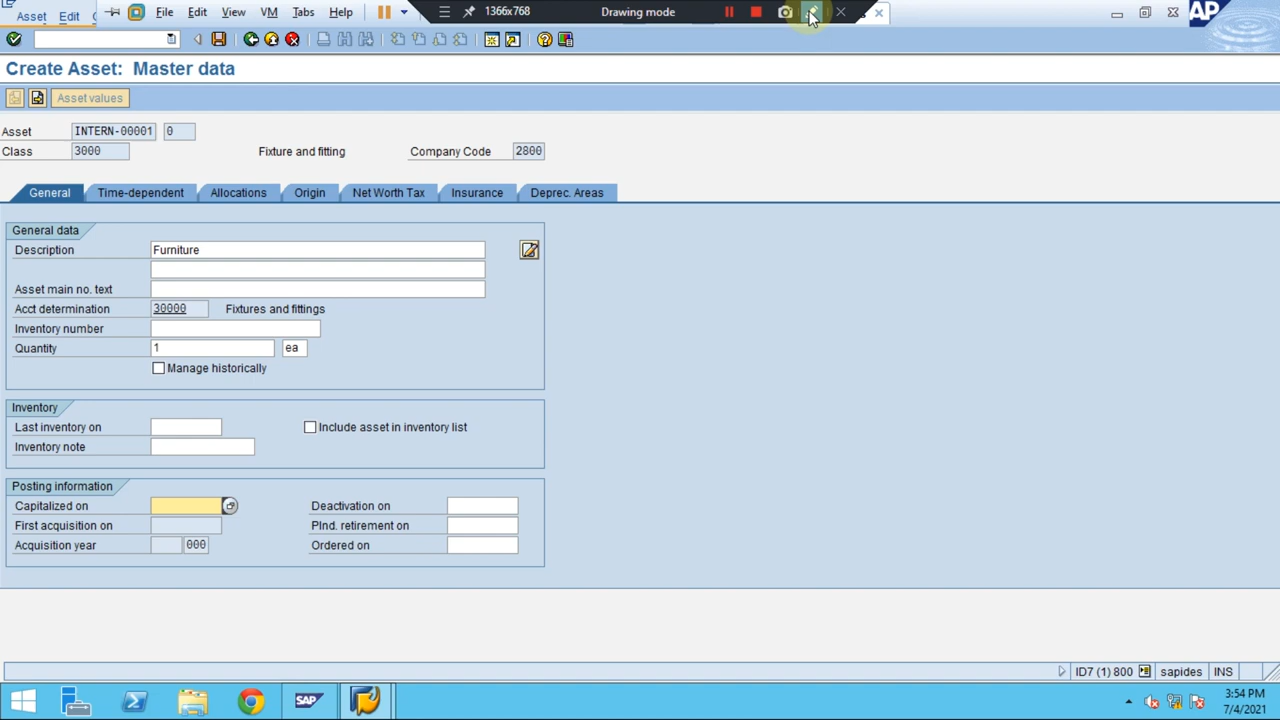 File Edit View VM Tabs Help 1366x768 Drawing mode
Asset Edit
Create Asset: Master data
Asset values
Asset INTERN-00001 0
Class 3000 Fixture and fitting Company Code 2800
General Time-dependent Allocations Origin Net Worth Tax Insurance Deprec. Areas
General data
Description Furniture
Asset main no. text
Acct determination 30000 Fixtures and fittings
Inventory number
Quantity 1 ea
Manage historically
Inventory
Last inventory on Include asset in inventory list
Inventory note
Posting information
Capitalized on Deactivation on
First acquisition on Plnd. retirement on
Acquisition year 000 Ordered on
ID7 (1) 800 sapides INS
SAP 3:54 PM
7/4/2021